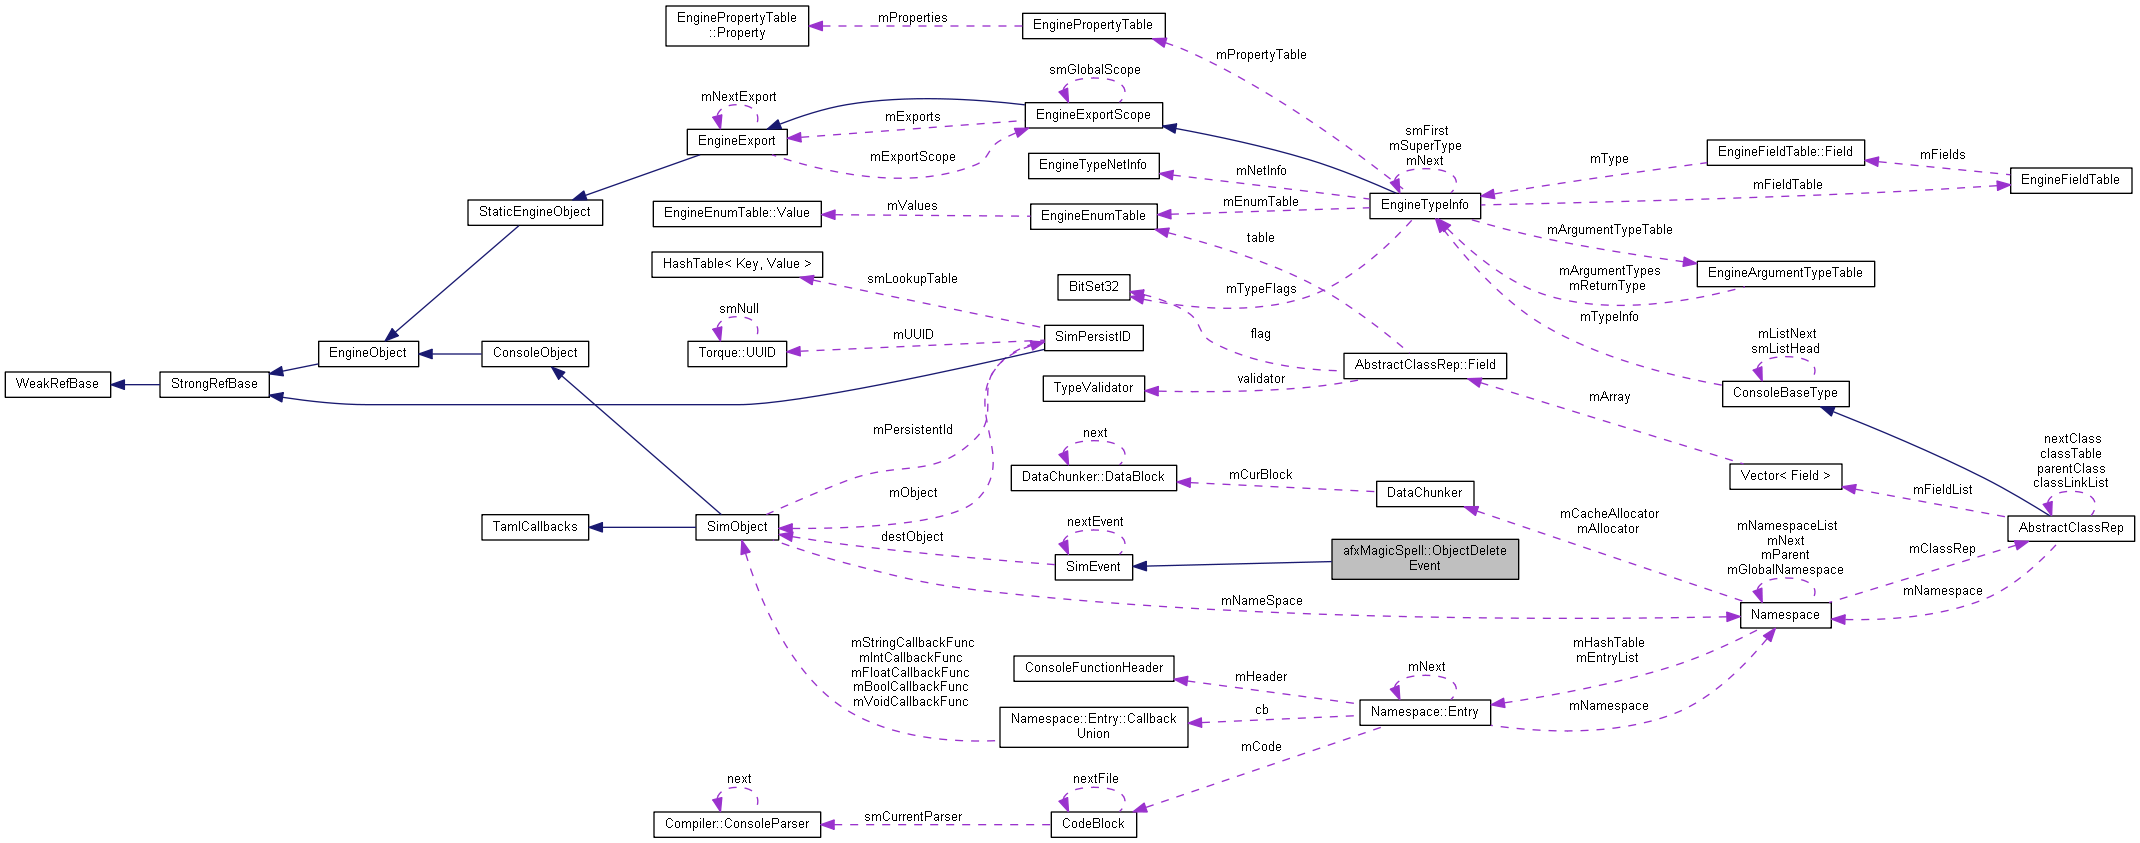 EnginePropertyTable
::Property
mProperties
EnginePropertyTable
mPropertyTable
smGlobalScope
mNextExport
EngineExportScope
mExports
EngineExport
mExportScope
smFirst
mSuperType
mNext
EngineTypeInfo
EngineTypeNetInfo
mNetInfo
mType
EngineFieldTable::Field
mFields
EngineFieldTable
mFieldTable
StaticEngineObject
EngineEnumTable::Value
mValues
EngineEnumTable
mEnumTable
table
mArgumentTypeTable
EngineArgumentTypeTable
mArgumentTypes
mReturnType
HashTable< Key, Value >
smLookupTable
BitSet32
mTypeFlags
flag
mTypeInfo
smNull
Torque::UUID
mUUID
SimPersistID
mListNext
smListHead
ConsoleBaseType
WeakRefBase
StrongRefBase
EngineObject
ConsoleObject
AbstractClassRep::Field
TypeValidator
validator
mArray
mPersistentId
mObject
next
DataChunker::DataBlock
mCurBlock
DataChunker
Vector< Field >
mFieldList
nextClass
classTable
parentClass
classLinkList
AbstractClassRep
TamlCallbacks
SimObject
destObject
nextEvent
SimEvent
afxMagicSpell::ObjectDelete
Event
mCacheAllocator
mAllocator
mNamespaceList
mNext
mParent
mGlobalNamespace
Namespace
mClassRep
mNamespace
mNameSpace
mStringCallbackFunc
mIntCallbackFunc
mFloatCallbackFunc
mBoolCallbackFunc
mVoidCallbackFunc
ConsoleFunctionHeader
mHeader
mHashTable
mEntryList
mNext
Namespace::Entry
mNamespace
Namespace::Entry::Callback
Union
cb
mCode
next
Compiler::ConsoleParser
smCurrentParser
nextFile
CodeBlock